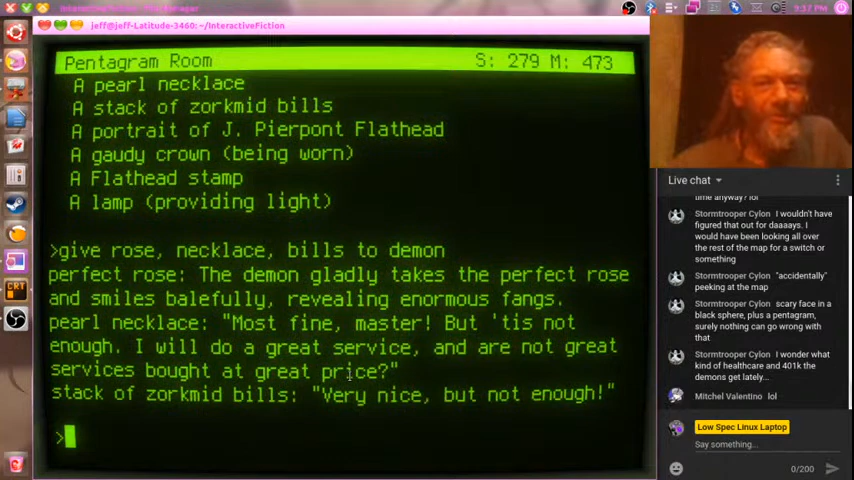 jeff@jeff-Latitude-3460: ~/InteractiveFiction
9:37 PM
Pentagram Room S: 279 M: 473
A pearl necklace
A stack of zorkmid bills
A portrait of J. Pierpont Flathead
A gaudy crown (being worn)
A Flathead stamp
A lamp (providing light)
>give rose, necklace, bills to demon
perfect rose: The demon gladly takes the perfect rose
and smiles balefully, revealing enormous fangs.
pearl necklace: "Most fine, master! But 'tis not
enough. I will do a great service, and are not great
services bought at great price?"
stack of zorkmid bills: "Very nice, but not enough!"
>
CRT
Live chat
time anyway? lol
Stormtrooper Cylon I wouldn't have
figured that out for daaays. I
would have been looking all over
the rest of the map for a switch or
something
Stormtrooper Cylon "accidentally"
peeking at the map
Stormtrooper Cylon scary face in a
black sphere, plus a pentagram,
surely nothing can go wrong with
that
Stormtrooper Cylon I wonder what
kind of healthcare and 401k the
demons get lately...
Mitchel Valentino lol
Low Spec Linux Laptop
Say something...
0/200